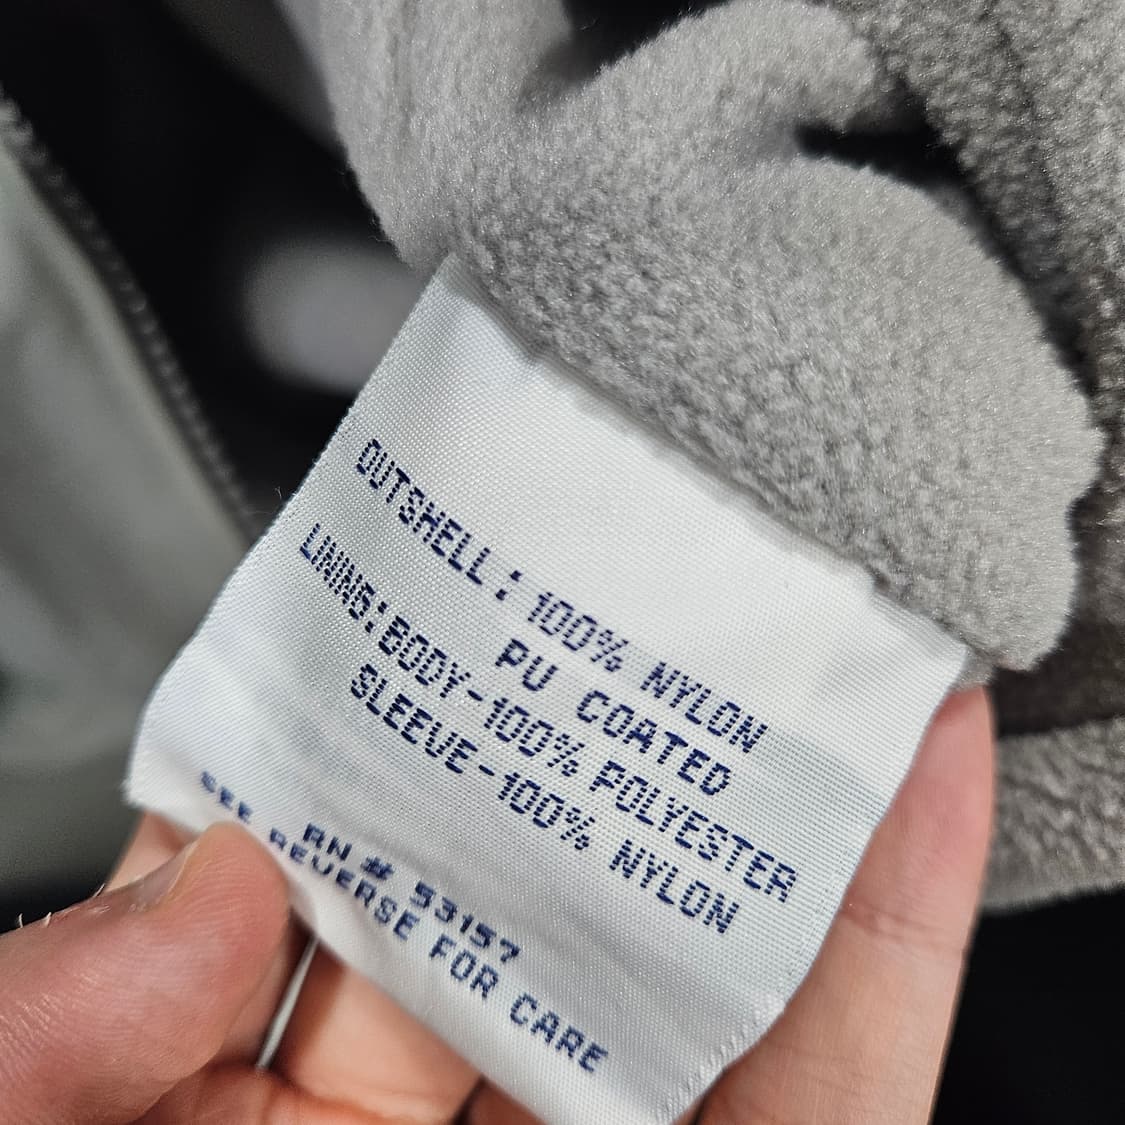 OUTSHELL: 100% NYLON
PU COATED
LINING: BODY-100% POLYESTER
SLEEVE-100% NYLON
RN # 53157
SEE REVERSE FOR CARE